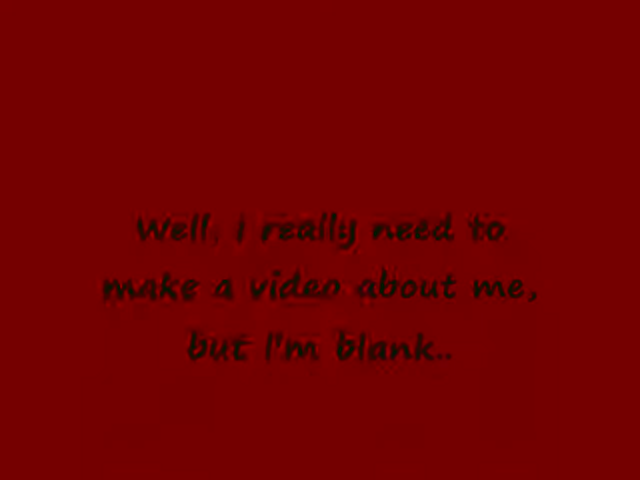 Well, I really need to
make a video about me,
but I'm blank..